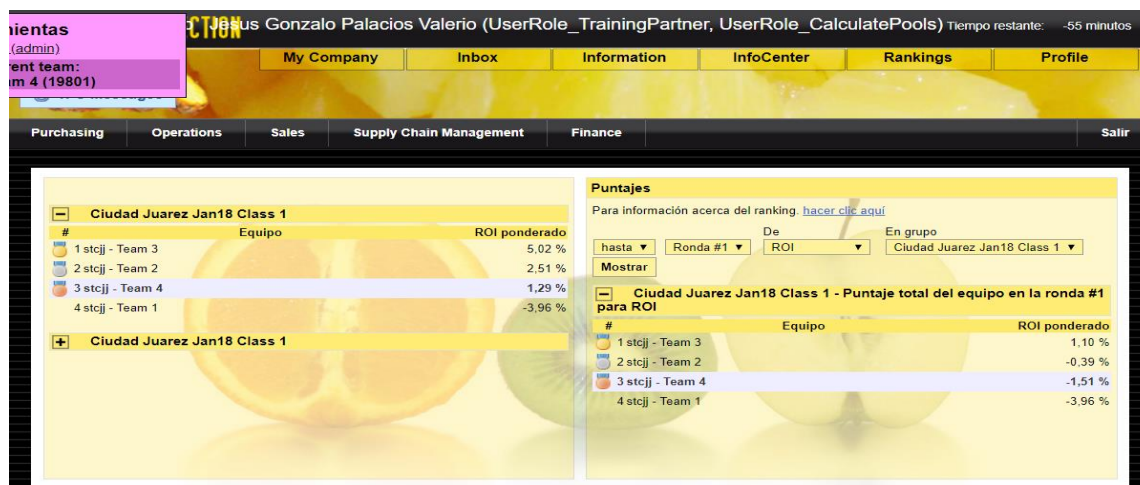 mientas
(admin)
rent team:
m 4 (19801)
CTION
Jesus Gonzalo Palacios Valerio (UserRole_TrainingPartner, UserRole_CalculatePools) Tiempo restante: -55 minutos
My Company Inbox Information InfoCenter Rankings Profile
Purchasing Operations Sales Supply Chain Management Finance Salir
− Ciudad Juarez Jan18 Class 1
# Equipo ROI ponderado
1 stcjj - Team 3 5,02 %
2 stcjj - Team 2 2,51 %
3 stcjj - Team 4 1,29 %
4 stcjj - Team 1 -3,96 %
+ Ciudad Juarez Jan18 Class 1
Puntajes
Para información acerca del ranking. hacer clic aquí
De En grupo
hasta ▼ Ronda #1 ▼ ROI ▼ Ciudad Juarez Jan18 Class 1 ▼
Mostrar
− Ciudad Juarez Jan18 Class 1 - Puntaje total del equipo en la ronda #1
para ROI
# Equipo ROI ponderado
1 stcjj - Team 3 1,10 %
2 stcjj - Team 2 -0,39 %
3 stcjj - Team 4 -1,51 %
4 stcjj - Team 1 -3,96 %